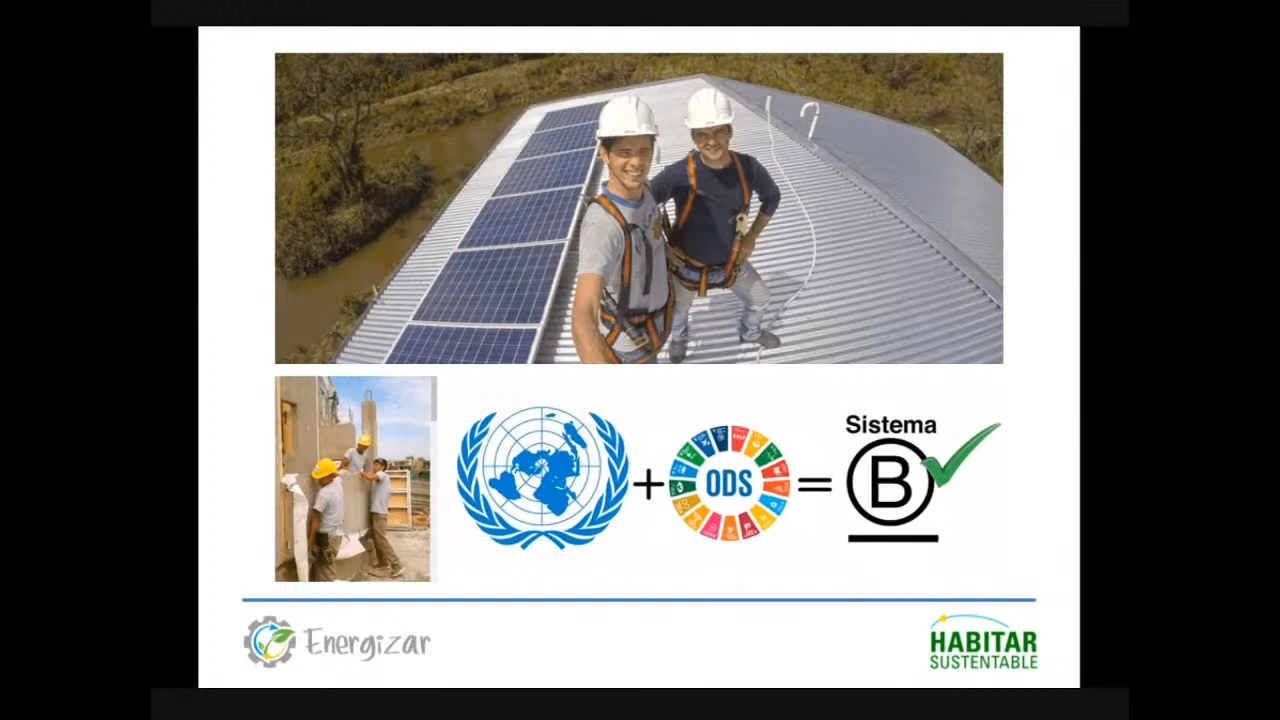 ODS
Sistema
B
Energizar
HABITAR
SUSTENTABLE